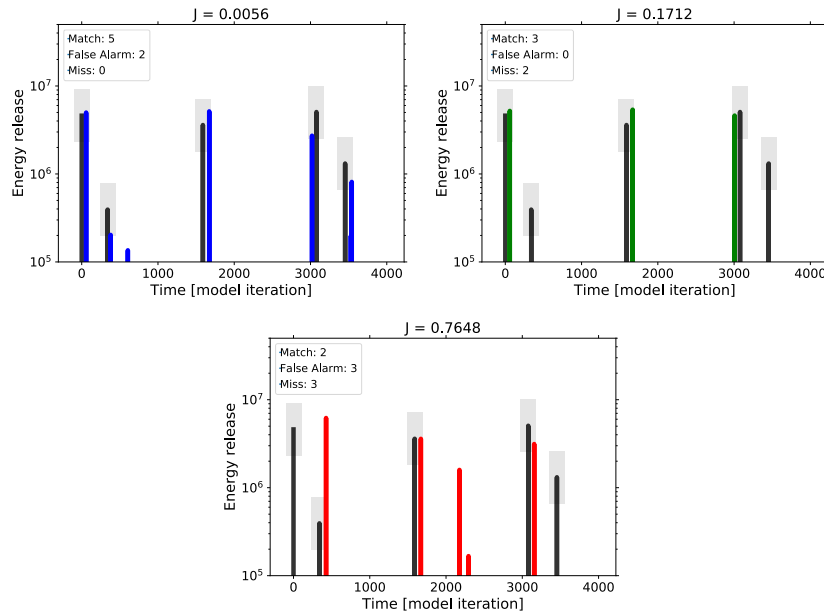 J = 0.0056
Match: 5
False Alarm: 2
Miss: 0
10^7
10^6
10^5
Energy release
0 1000 2000 3000 4000
Time [model iteration]
J = 0.1712
Match: 3
False Alarm: 0
Miss: 2
10^7
10^6
10^5
Energy release
0 1000 2000 3000 4000
Time [model iteration]
J = 0.7648
Match: 2
False Alarm: 3
Miss: 3
10^7
10^6
10^5
Energy release
0 1000 2000 3000 4000
Time [model iteration]